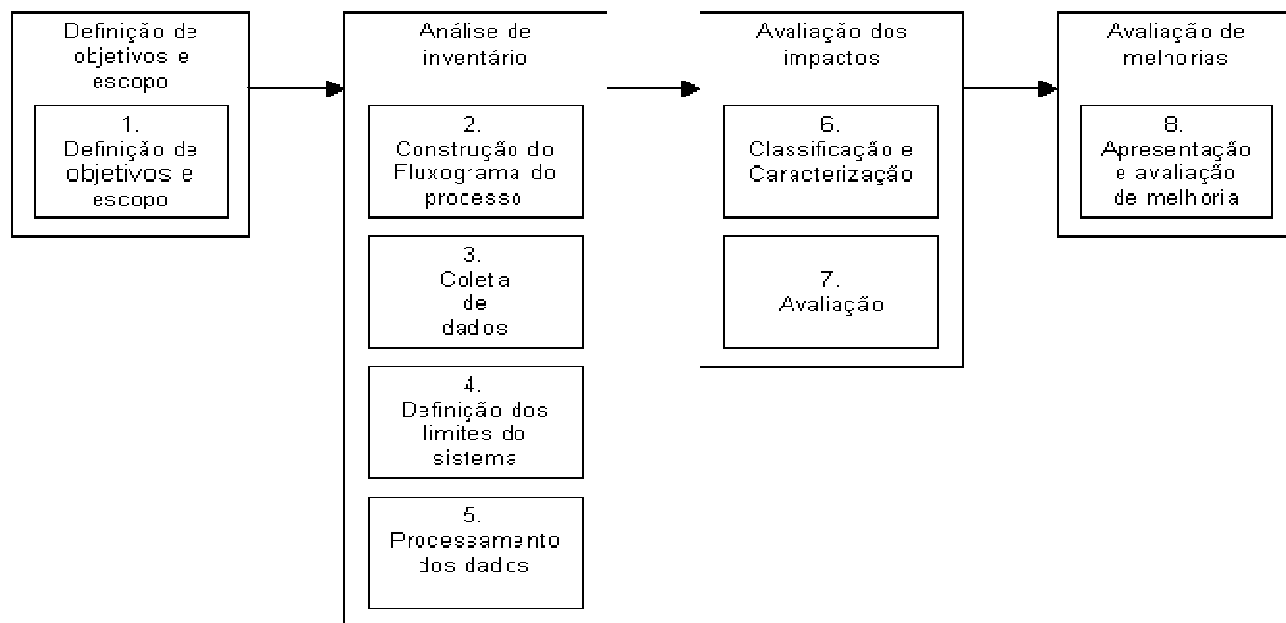 Definição de
objetivos e
escopo
1.
Definição de
objetivos e
escopo
Análise de
inventário
2.
Construção do
Fluxograma do
processo
3.
Coleta
de
dados
4.
Definição dos
limites do
sistema
5.
Processamento
dos dados
Avaliação dos
impactos
6.
Classificação e
Caracterização
7.
Avaliação
Avaliação de
melhorias
8.
Apresentação
e avaliação
de melhoria